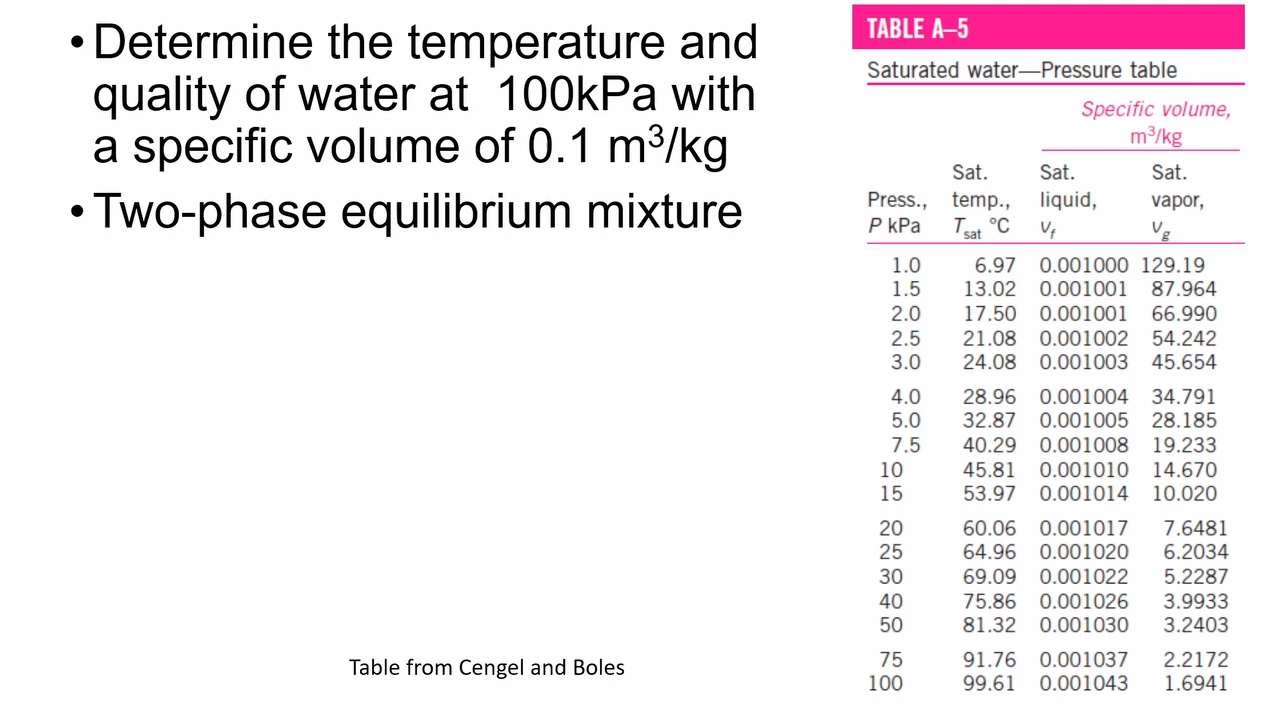 •Determine the temperature and
quality of water at  100kPa with
a specific volume of 0.1 m³/kg
•Two-phase equilibrium mixture
Table from Cengel and Boles
TABLE A–5
Saturated water—Pressure table
Specific volume,
m³/kg
Sat. Sat. Sat.
Press., temp., liquid, vapor,
P kPa T_sat °C v_f v_g
1.0 6.97 0.001000 129.19
1.5 13.02 0.001001 87.964
2.0 17.50 0.001001 66.990
2.5 21.08 0.001002 54.242
3.0 24.08 0.001003 45.654
4.0 28.96 0.001004 34.791
5.0 32.87 0.001005 28.185
7.5 40.29 0.001008 19.233
10 45.81 0.001010 14.670
15 53.97 0.001014 10.020
20 60.06 0.001017 7.6481
25 64.96 0.001020 6.2034
30 69.09 0.001022 5.2287
40 75.86 0.001026 3.9933
50 81.32 0.001030 3.2403
75 91.76 0.001037 2.2172
100 99.61 0.001043 1.6941